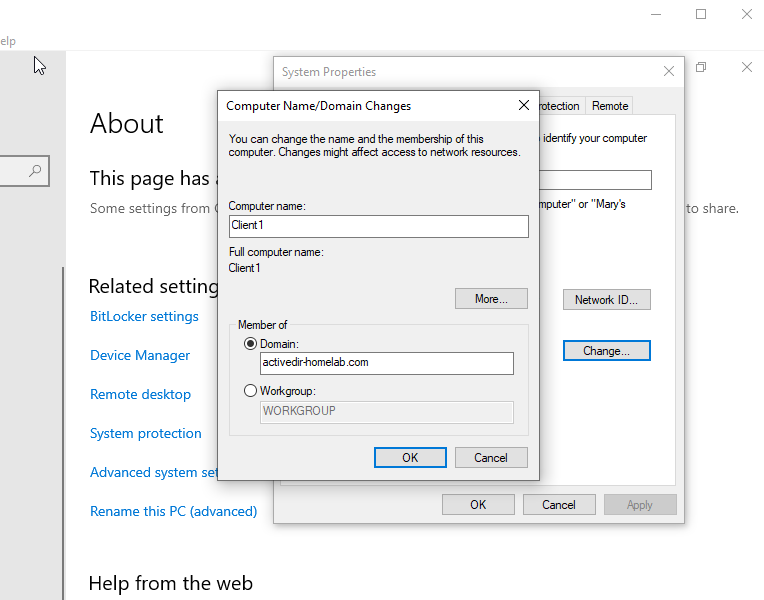 elp
System Properties
Computer Name/Domain Changes
rotection
Remote
About
You can change the name and the membership of this
computer. Changes might affect access to network resources.
identify your computer
This page has a
Some settings from C
mputer" or "Mary's
to share.
Computer name:
Client1
Full computer name:
Client1
More...
Network ID...
Related setting
BitLocker settings
Device Manager
Remote desktop
System protection
Advanced system set
Rename this PC (advanced)
Member of
Domain:
activedir-homelab.com
Change...
Workgroup:
WORKGROUP
OK
Cancel
OK
Cancel
Apply
Help from the web